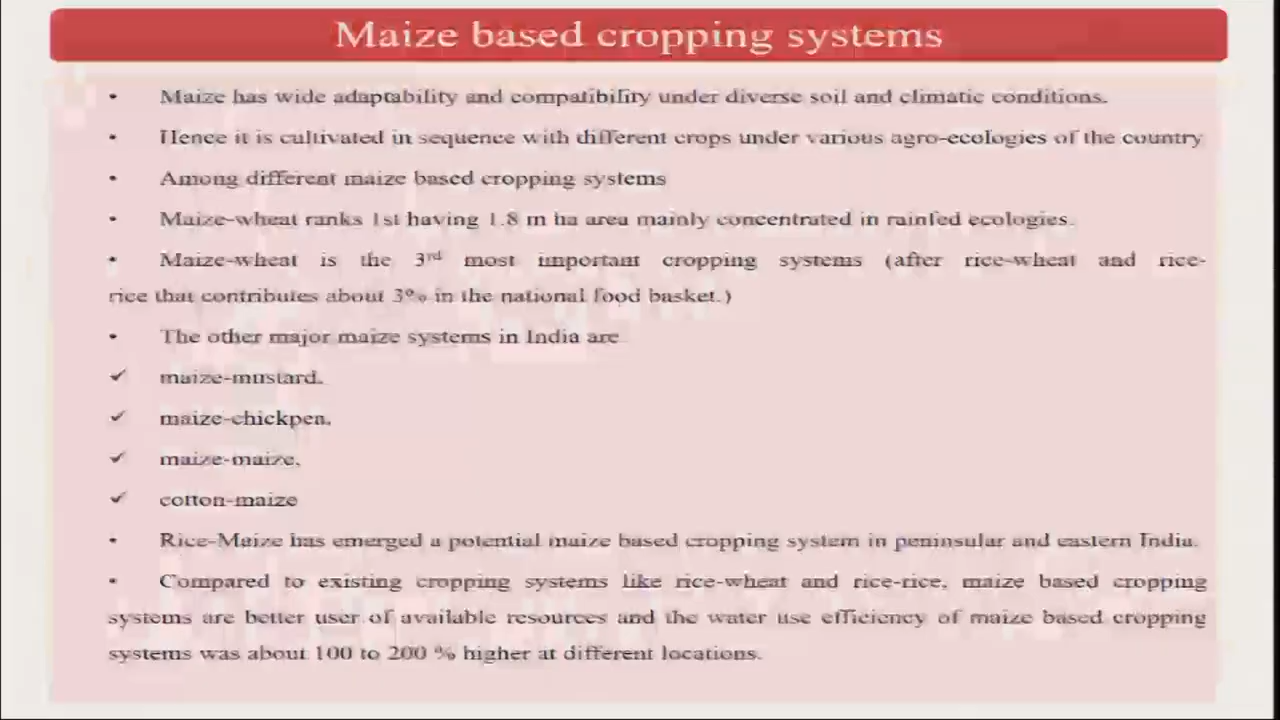 Maize based cropping systems
• Maize has wide adaptability and compatibility under diverse soil and climatic conditions.
• Hence it is cultivated in sequence with different crops under various agro-ecologies of the country
• Among different maize based cropping systems
• Maize-wheat ranks 1st having 1.8 m ha area mainly concentrated in rainfed ecologies.
• Maize-wheat is the 3rd most important cropping systems (after rice-wheat and rice-
rice that contributes about 3% in the national food basket.)
• The other major maize systems in India are
✓ maize-mustard,
✓ maize-chickpea,
✓ maize-maize,
✓ cotton-maize
• Rice-Maize has emerged a potential maize based cropping system in peninsular and eastern India.
• Compared to existing cropping systems like rice-wheat and rice-rice, maize based cropping
systems are better user of available resources and the water use efficiency of maize based cropping
systems was about 100 to 200 % higher at different locations.